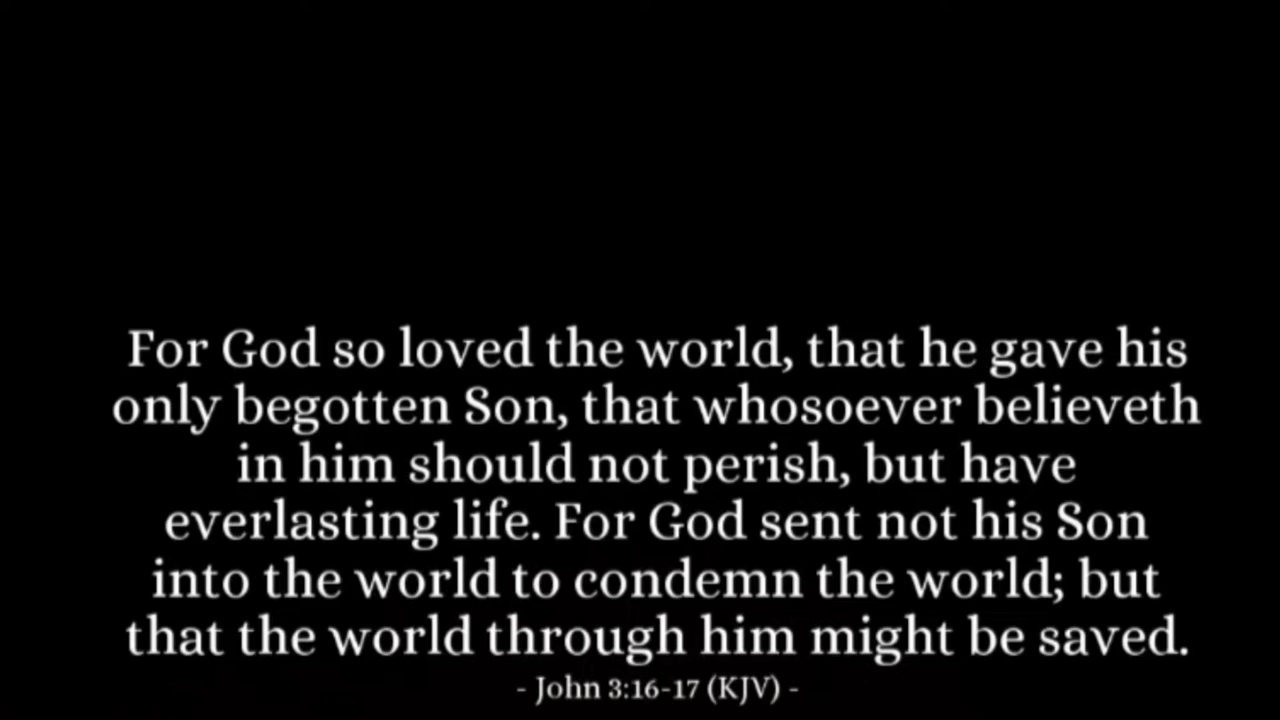 For God so loved the world, that he gave his
only begotten Son, that whosoever believeth
in him should not perish, but have
everlasting life. For God sent not his Son
into the world to condemn the world; but
that the world through him might be saved.
- John 3:16-17 (KJV) -